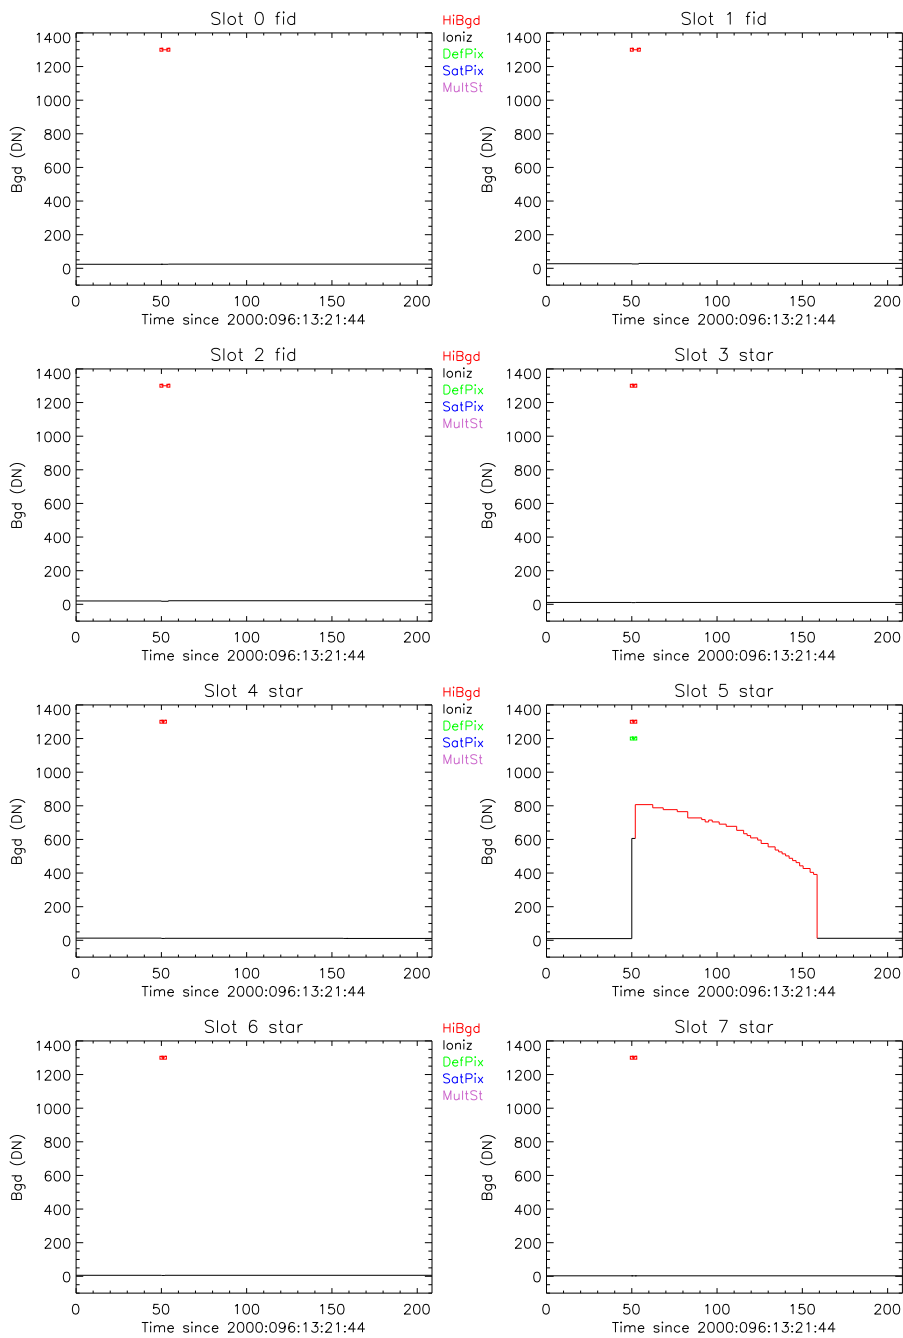 Slot 0 fid
HiBgd
Ioniz
DefPix
SatPix
MultSt
Bgd (DN)
1400
1200
1000
800
600
400
200
0
0 50 100 150 200
Time since 2000:096:13:21:44
Slot 1 fid
Bgd (DN)
1400
1200
1000
800
600
400
200
0
0 50 100 150 200
Time since 2000:096:13:21:44
Slot 2 fid
HiBgd
Ioniz
DefPix
SatPix
MultSt
Bgd (DN)
1400
1200
1000
800
600
400
200
0
0 50 100 150 200
Time since 2000:096:13:21:44
Slot 3 star
Bgd (DN)
1400
1200
1000
800
600
400
200
0
0 50 100 150 200
Time since 2000:096:13:21:44
Slot 4 star
HiBgd
Ioniz
DefPix
SatPix
MultSt
Bgd (DN)
1400
1200
1000
800
600
400
200
0
0 50 100 150 200
Time since 2000:096:13:21:44
Slot 5 star
Bgd (DN)
1400
1200
1000
800
600
400
200
0
0 50 100 150 200
Time since 2000:096:13:21:44
Slot 6 star
HiBgd
Ioniz
DefPix
SatPix
MultSt
Bgd (DN)
1400
1200
1000
800
600
400
200
0
0 50 100 150 200
Time since 2000:096:13:21:44
Slot 7 star
Bgd (DN)
1400
1200
1000
800
600
400
200
0
0 50 100 150 200
Time since 2000:096:13:21:44